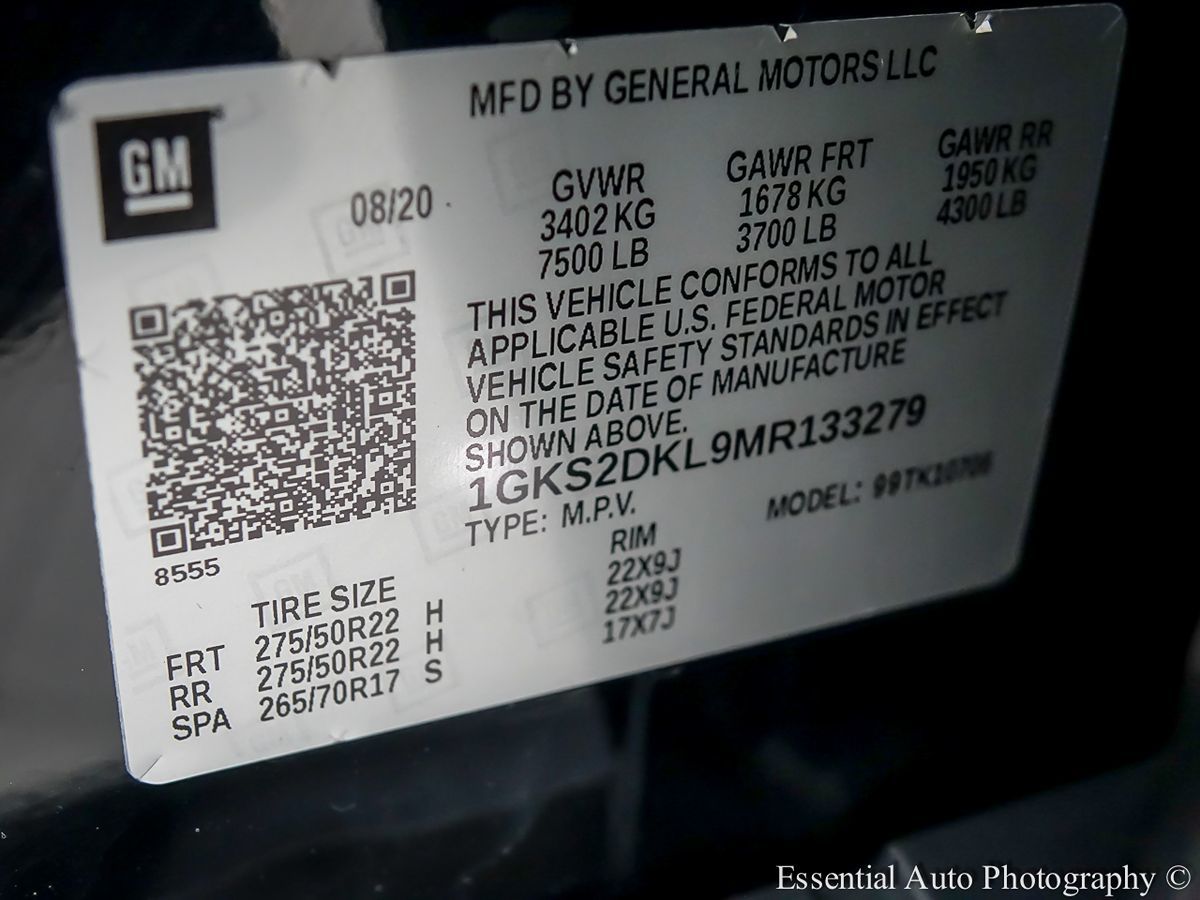 MFD BY GENERAL MOTORS LLC
GM
08/20
GVWR GAWR FRT GAWR RR
3402 KG 1678 KG 1950 KG
7500 LB 3700 LB 4300 LB
THIS VEHICLE CONFORMS TO ALL
APPLICABLE U.S. FEDERAL MOTOR
VEHICLE SAFETY STANDARDS IN EFFECT
ON THE DATE OF MANUFACTURE
SHOWN ABOVE.
1GKS2DKL9MR133279
TYPE: M.P.V. MODEL: 99TK10706
8555
TIRE SIZE RIM
FRT 275/50R22 H 22X9J
RR 275/50R22 H 22X9J
SPA 265/70R17 S 17X7J
Essential Auto Photography ©